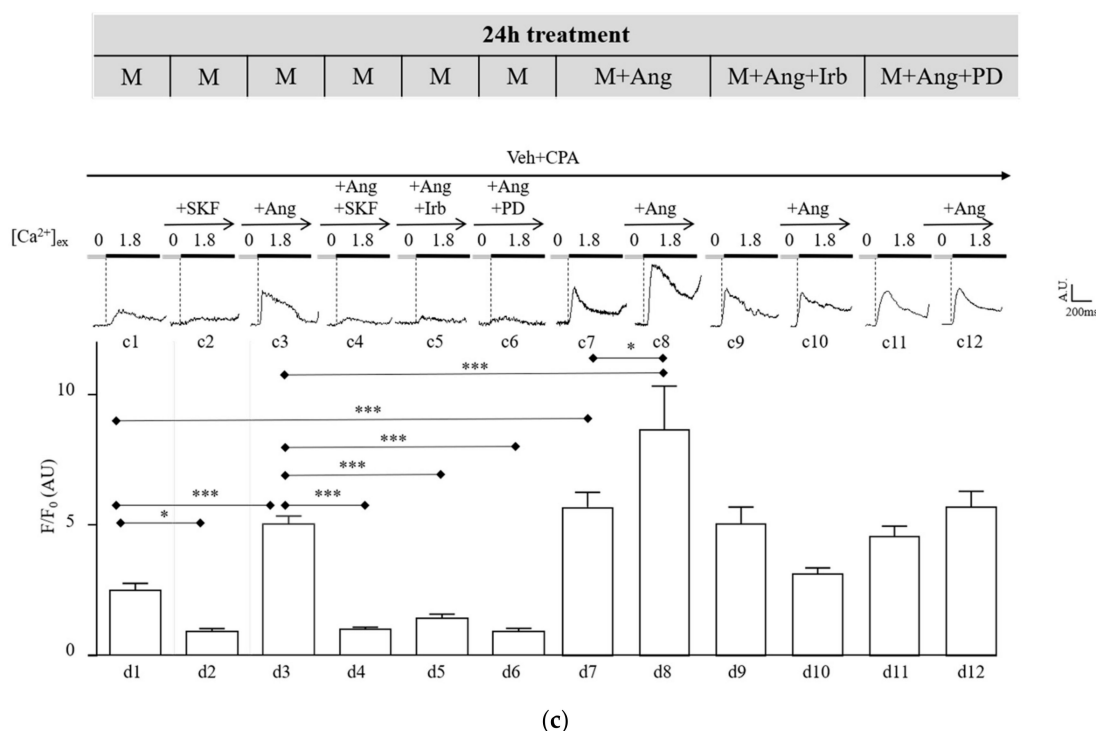 24h treatment
M M M M M M M+Ang M+Ang+Irb M+Ang+PD
Veh+CPA
+Ang +Ang +Ang
+SKF +Ang +SKF +Irb +PD +Ang +Ang +Ang
[Ca²⁺]ex 0 1.8 0 1.8 0 1.8 0 1.8 0 1.8 0 1.8 0 1.8 0 1.8 0 1.8 0 1.8 0 1.8 0 1.8
A.U.
200ms
c1 c2 c3 c4 c5 c6 c7 c8 c9 c10 c11 c12
*
***
10
***
***
***
*** ***
*
5
0
F/F₀ (AU)
d1 d2 d3 d4 d5 d6 d7 d8 d9 d10 d11 d12
(c)